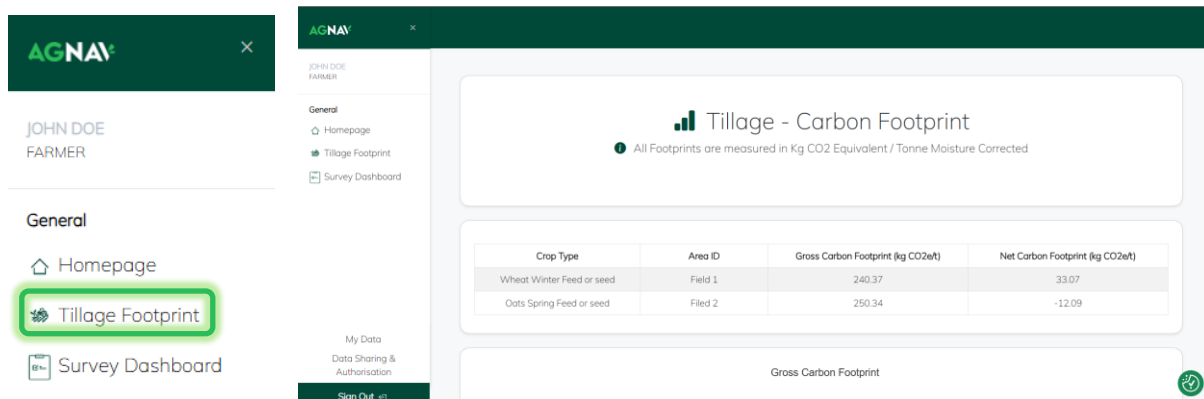 AGNAV
×
JOHN DOE
FARMER
General
Homepage
Tillage Footprint
Survey Dashboard
AGNAV
×
JOHN DOE
FARMER
General
Homepage
Tillage Footprint
Survey Dashboard
My Data
Data Sharing &
Authorisation
Sign Out
Tillage - Carbon Footprint
All Footprints are measured in Kg CO2 Equivalent / Tonne Moisture Corrected
Crop Type Area ID Gross Carbon Footprint (kg CO2e/t) Net Carbon Footprint (kg CO2e/t)
Wheat Winter Feed or seed Field 1 240.37 33.07
Oats Spring Feed or seed Filed 2 250.34 -12.09
Gross Carbon Footprint